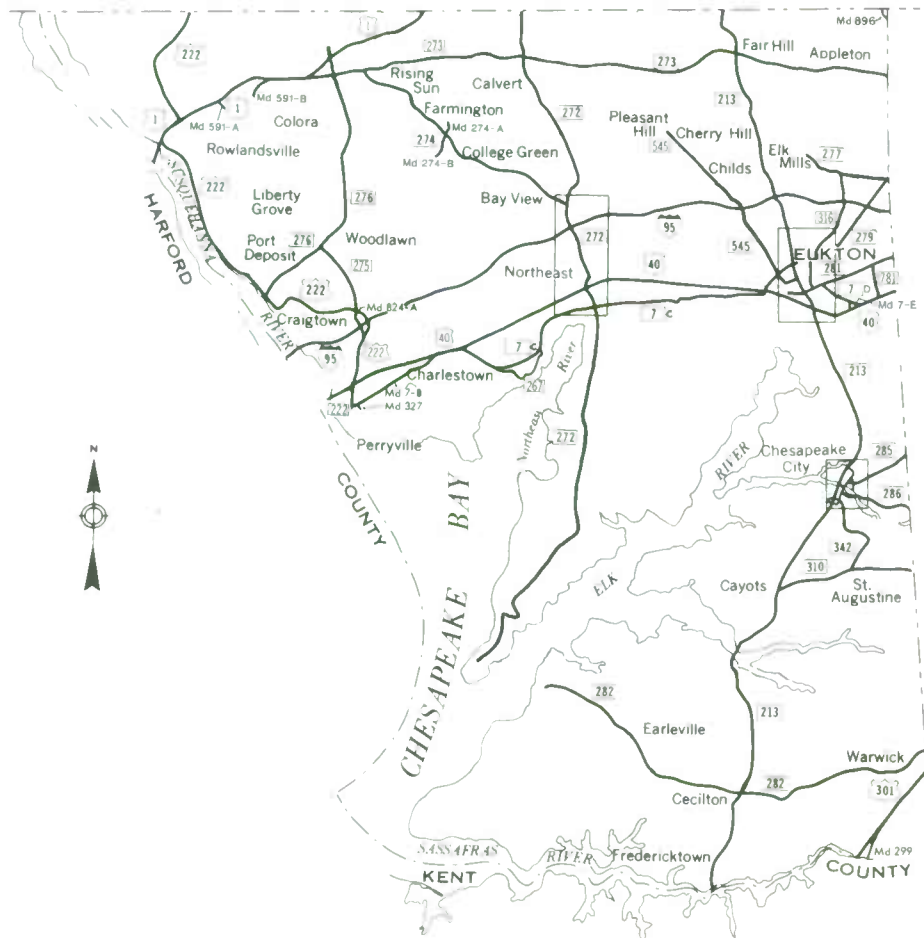 1
Md 896
222
273
Fair Hill
Appleton
273
Rising
Sun
Calvert
Md 591-B
1
213
272
Md 591-A
Colora
Farmington
Md 274-A
Pleasant
Hill
Cherry Hill
1
274
545
Elk
Mills
277
Rowlandsville
College Green
Md 274-B
Childs
222
SUSQUEHANNA
RIVER
HARFORD
COUNTY
Liberty
Grove
276
Bay View
95
316
Port
Deposit
276
Woodlawn
272
545
279
EUKTON
275
Northeast
40
281
281
222
7 D
Md 7-E
Md 824-A
Craigtown
7 C
40
95
222
40
7 C
River
Northeast
213
Charlestown
267
Md 7-B
222
Md 327
Perryville
272
Chesapeake
City
285
RIVER
286
N
CHESAPEAKE BAY
342
310
ELK
Cayots
St.
Augustine
282
213
Earleville
Warwick
282
301
Cecilton
SASSAFRAS
RIVER
Fredericktown
Md 299
KENT
COUNTY